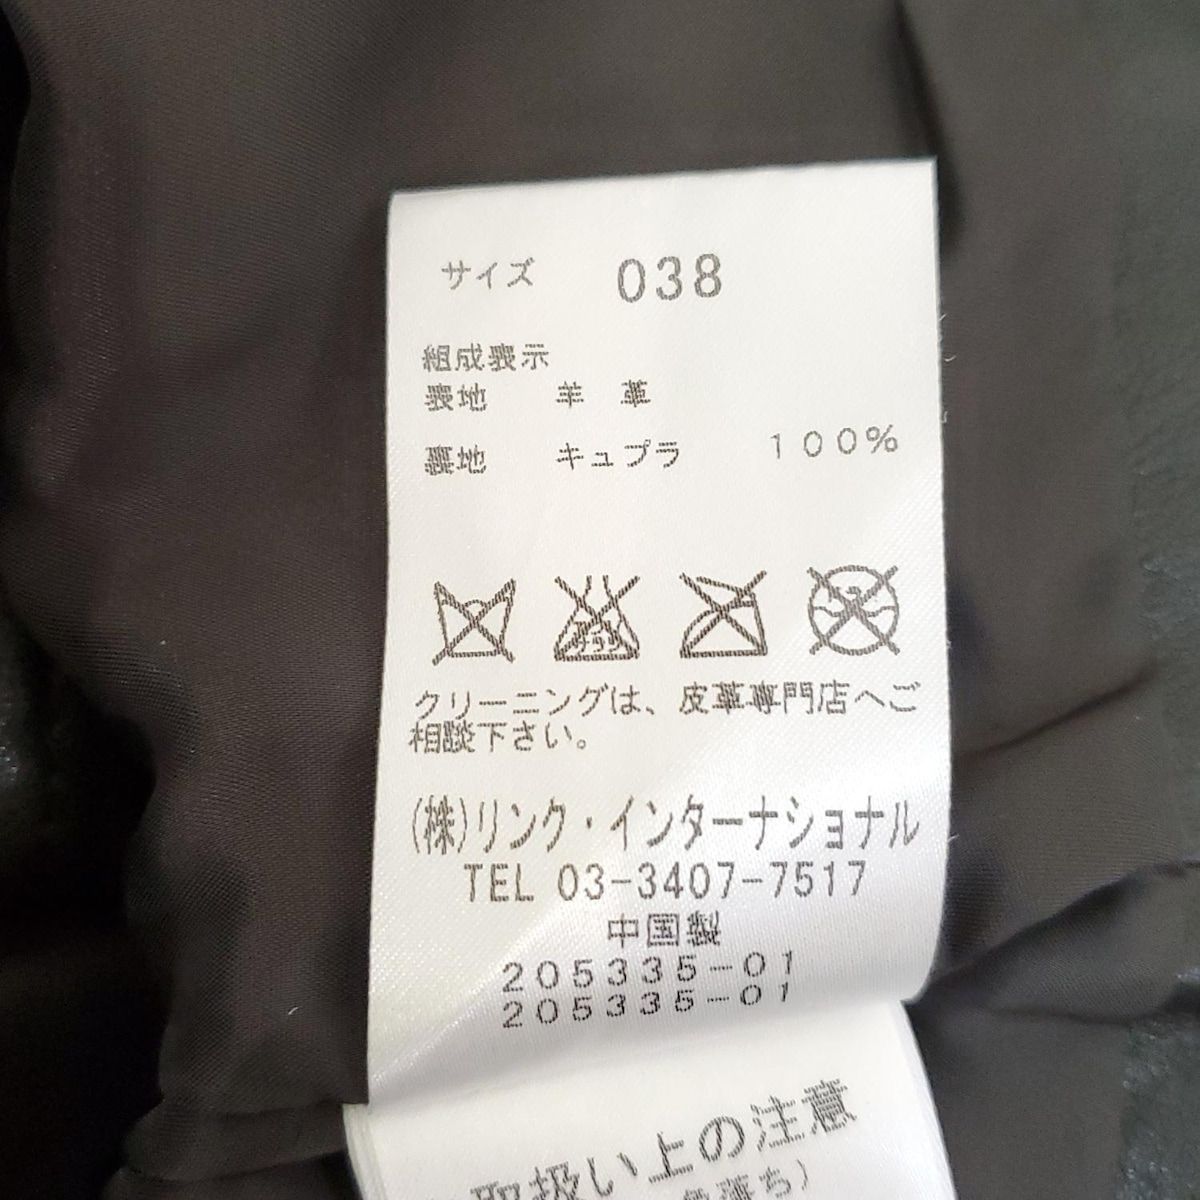 サイズ 038
組成表示
表地 羊革
裏地 キュプラ 100%
クリーニングは、皮革専門店へご
相談下さい。
(株)リンク・インターナショナル
TEL 03-3407-7517
中国製
205335-01
205335-01
取扱い上の注意
落ち)